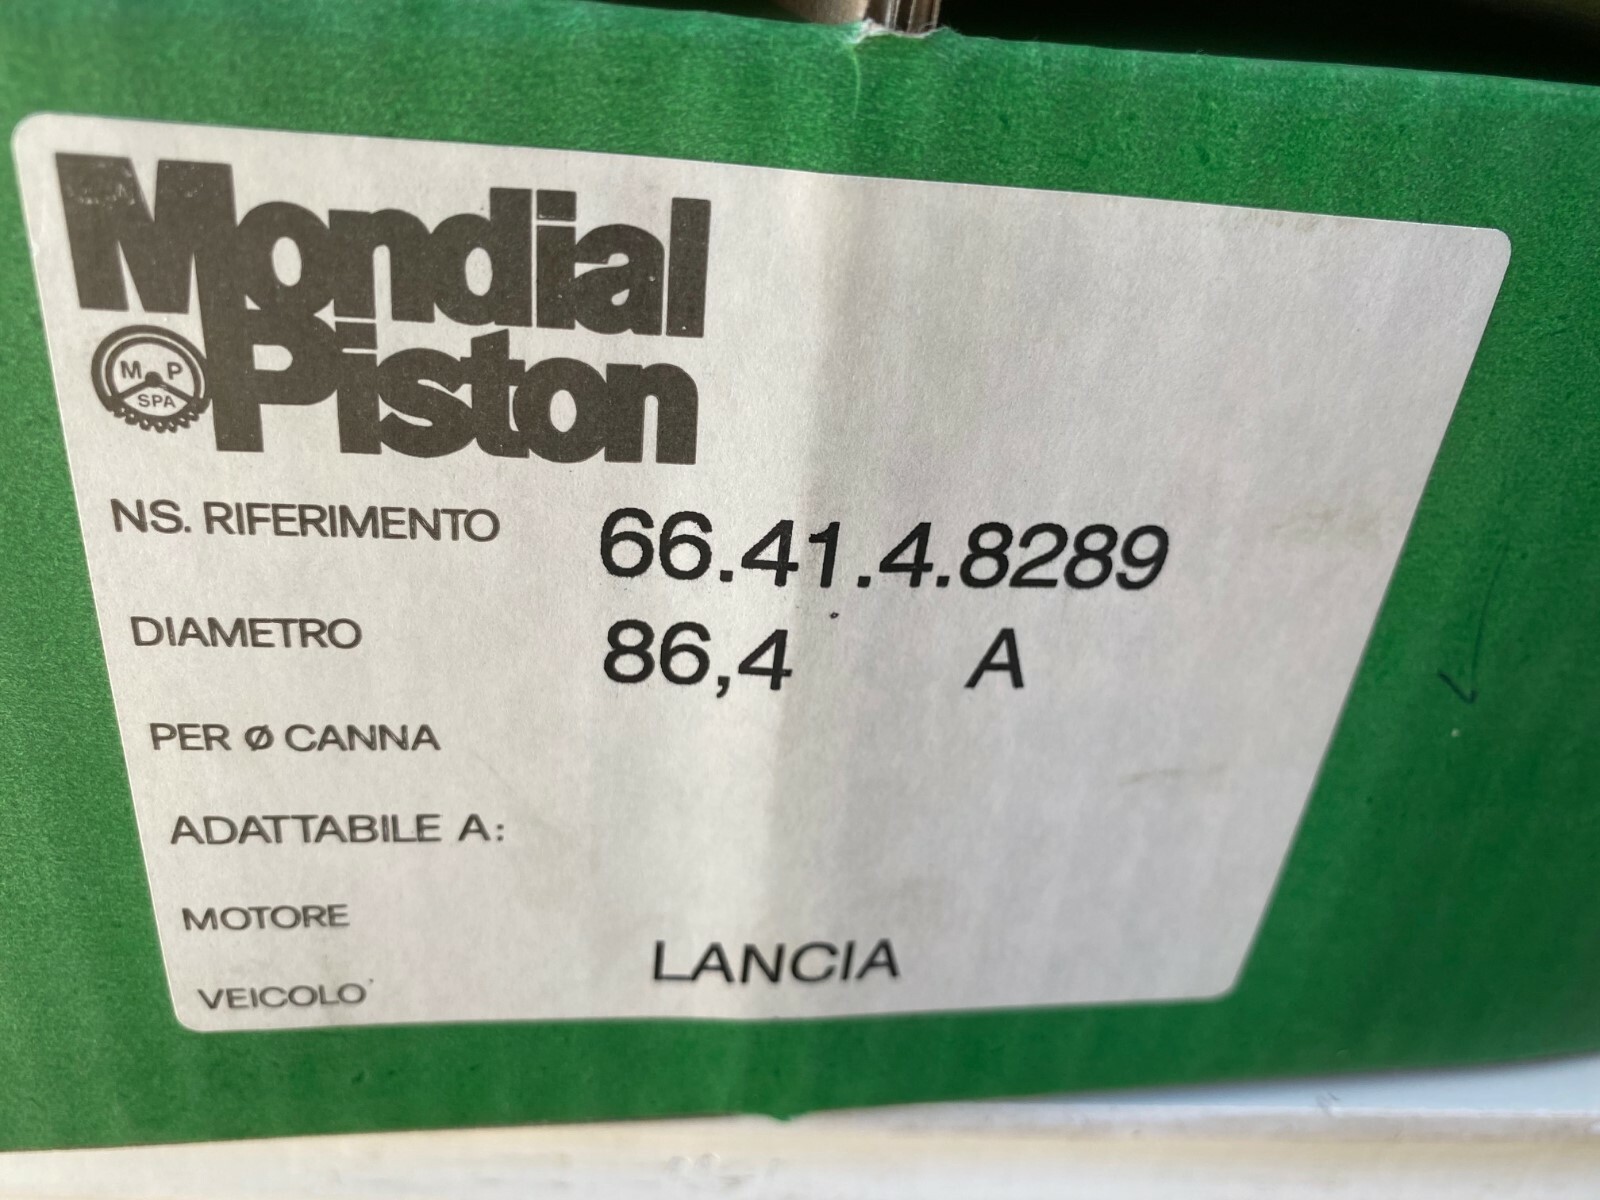 Mondial
Piston
M P
SPA
NS. RIFERIMENTO 66.41.4.8289
DIAMETRO 86,4 A
PER Ø CANNA
ADATTABILE A:
MOTORE
VEICOLO LANCIA